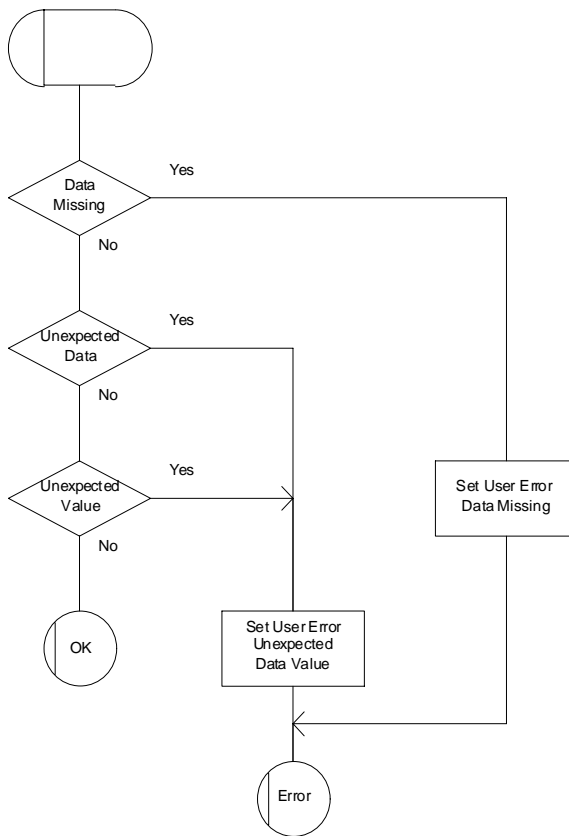 Yes
Data
Missing
No
Yes
Unexpected
Data
No
Yes
Unexpected
Value
No
Set User Error
Data Missing
OK
Set User Error
Unexpected
Data Value
Error